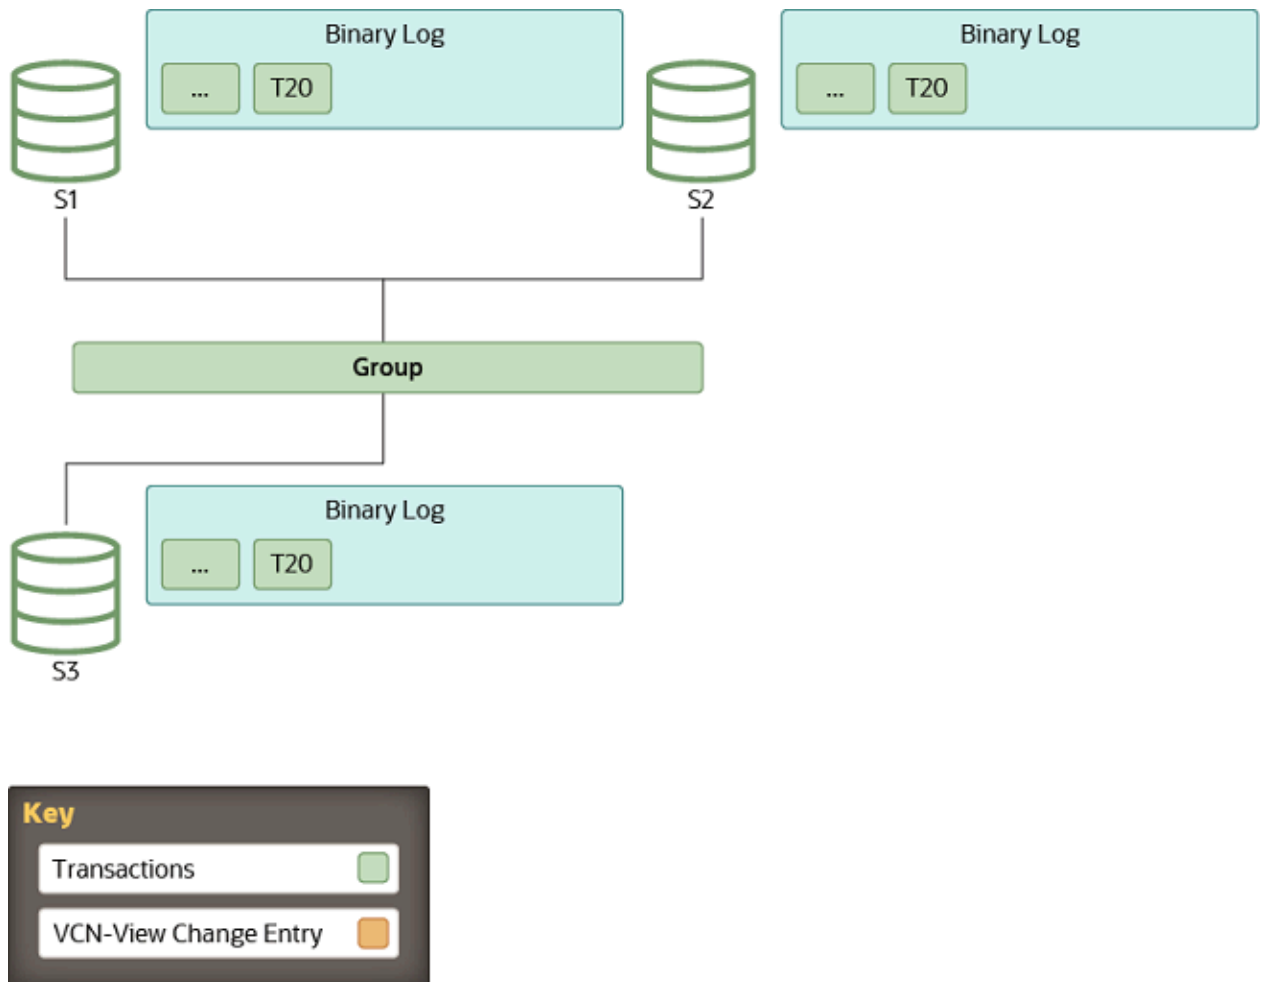 Binary Log
... T20
S1
Binary Log
... T20
S2
Group
Binary Log
... T20
S3
Key
Transactions
VCN-View Change Entry